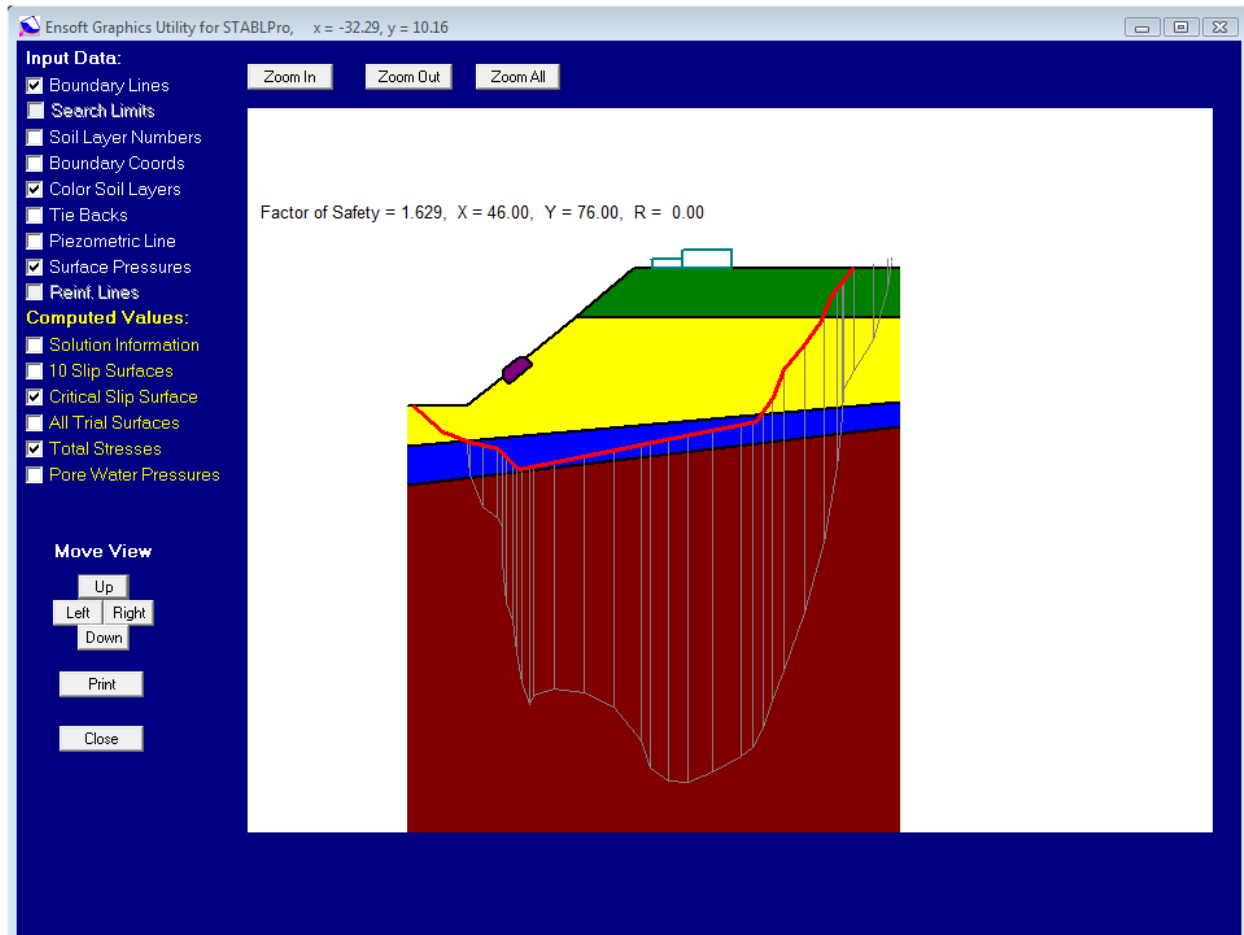 Ensoft Graphics Utility for STABLPro, x = -32.29, y = 10.16
Input Data:
Boundary Lines
Search Limits
Soil Layer Numbers
Boundary Coords
Color Soil Layers
Tie Backs
Piezometric Line
Surface Pressures
Reinf. Lines
Computed Values:
Solution Information
10 Slip Surfaces
Critical Slip Surface
All Trial Surfaces
Total Stresses
Pore Water Pressures
Move View
Up
Left Right
Down
Print
Close
Zoom In Zoom Out Zoom All
Factor of Safety = 1.629, X = 46.00, Y = 76.00, R = 0.00